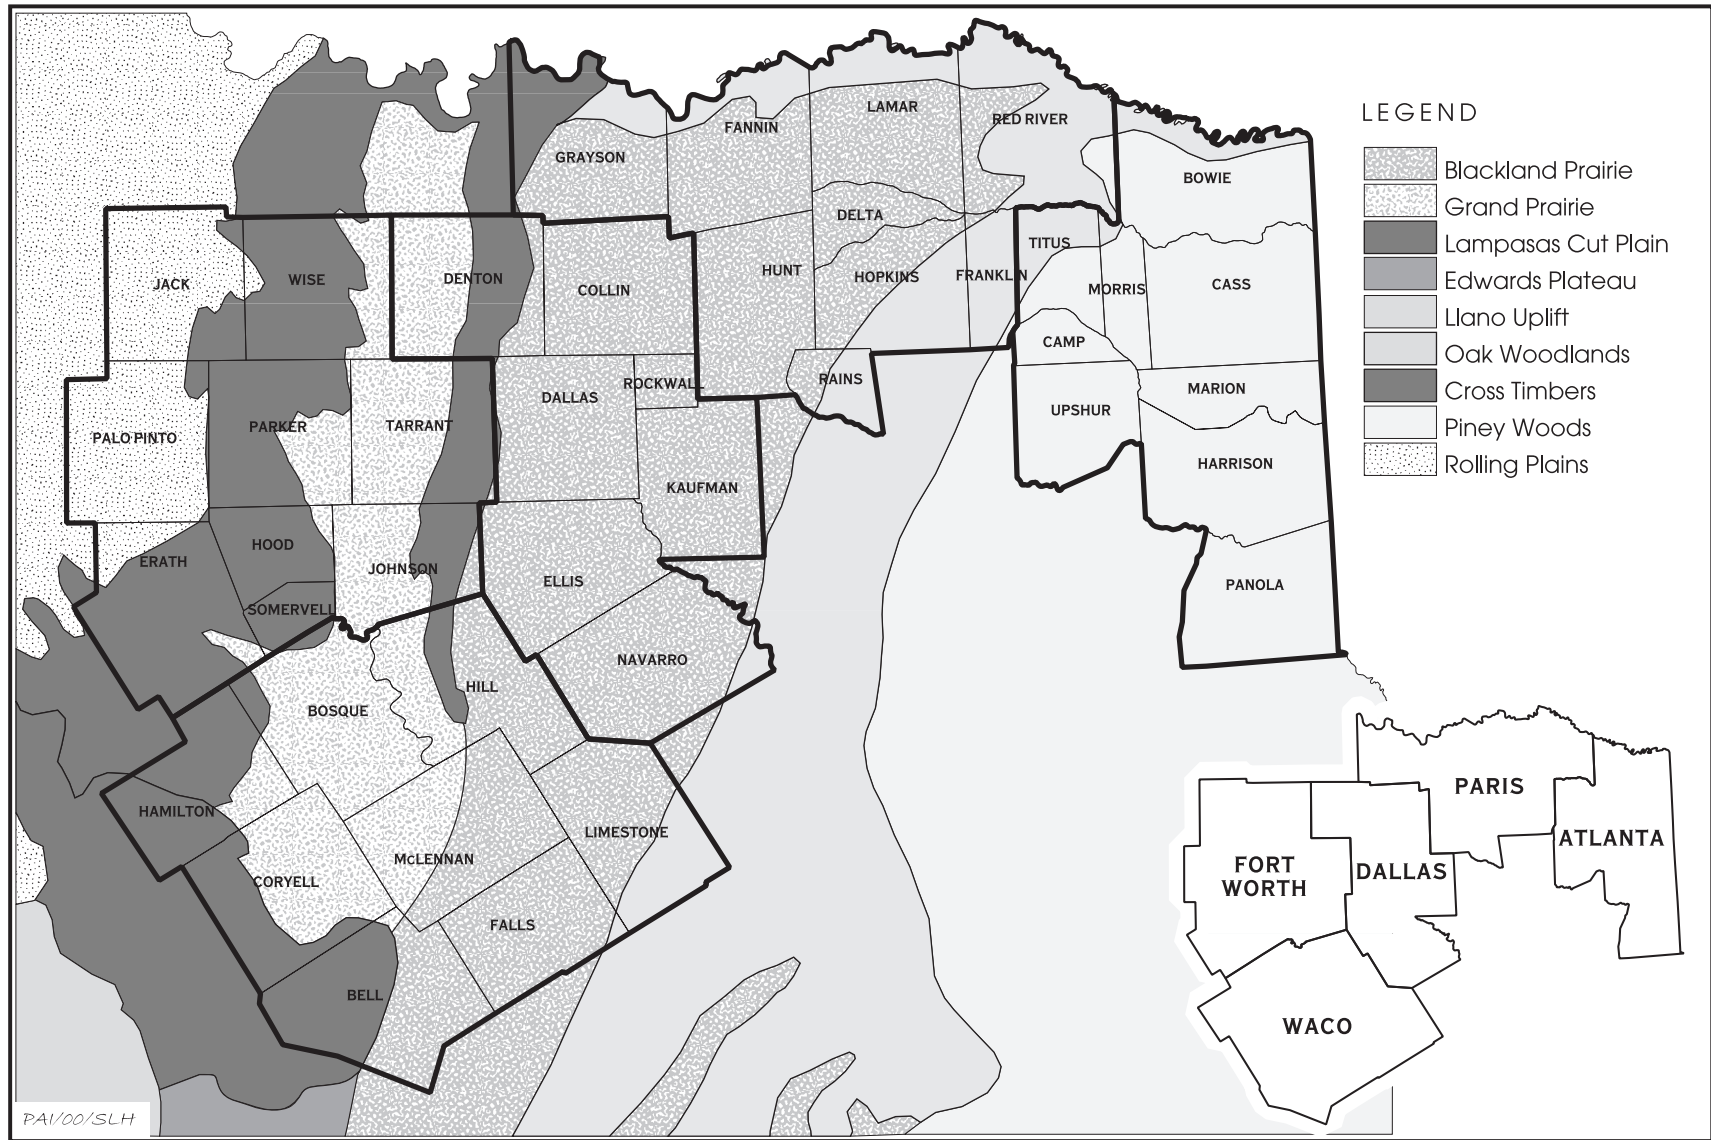 LAMAR
FANNIN
RED RIVER
GRAYSON
BOWIE
DELTA
TITUS
JACK
WISE
DENTON
COLLIN
HUNT
HOPKINS
FRANKLIN
MORRIS
CASS
CAMP
ROCKWALL
RAINS
MARION
DALLAS
UPSHUR
PALO PINTO
PARKER
TARRANT
HARRISON
KAUFMAN
HOOD
ERATH
JOHNSON
ELLIS
PANOLA
SOMERVELL
NAVARRO
HILL
BOSQUE
HAMILTON
LIMESTONE
McLENNAN
CORYELL
FALLS
BELL
LEGEND
Blackland Prairie
Grand Prairie
Lampasas Cut Plain
Edwards Plateau
Llano Uplift
Oak Woodlands
Cross Timbers
Piney Woods
Rolling Plains
PARIS
ATLANTA
FORT
WORTH
DALLAS
WACO
PAI/00/SLH